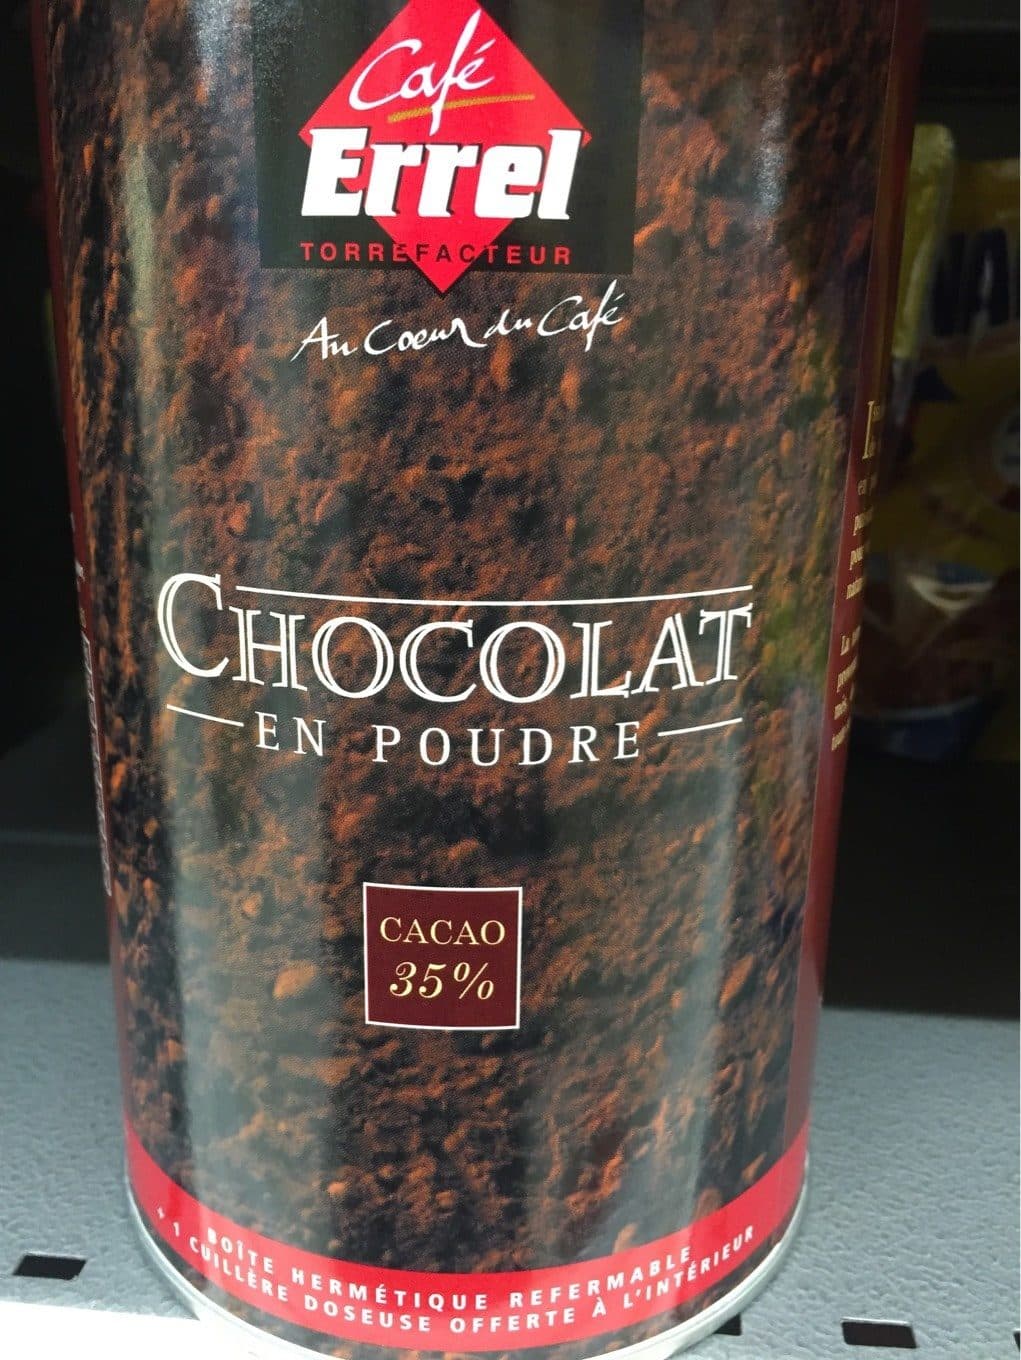 Café
Errel
TORRÉFACTEUR
Au Coeur du Café
CHOCOLAT
EN POUDRE
CACAO
35%
BOÎTE HERMÉTIQUE REFERMABLE
+ 1 CUILLÈRE DOSEUSE OFFERTE À L'INTÉRIEUR